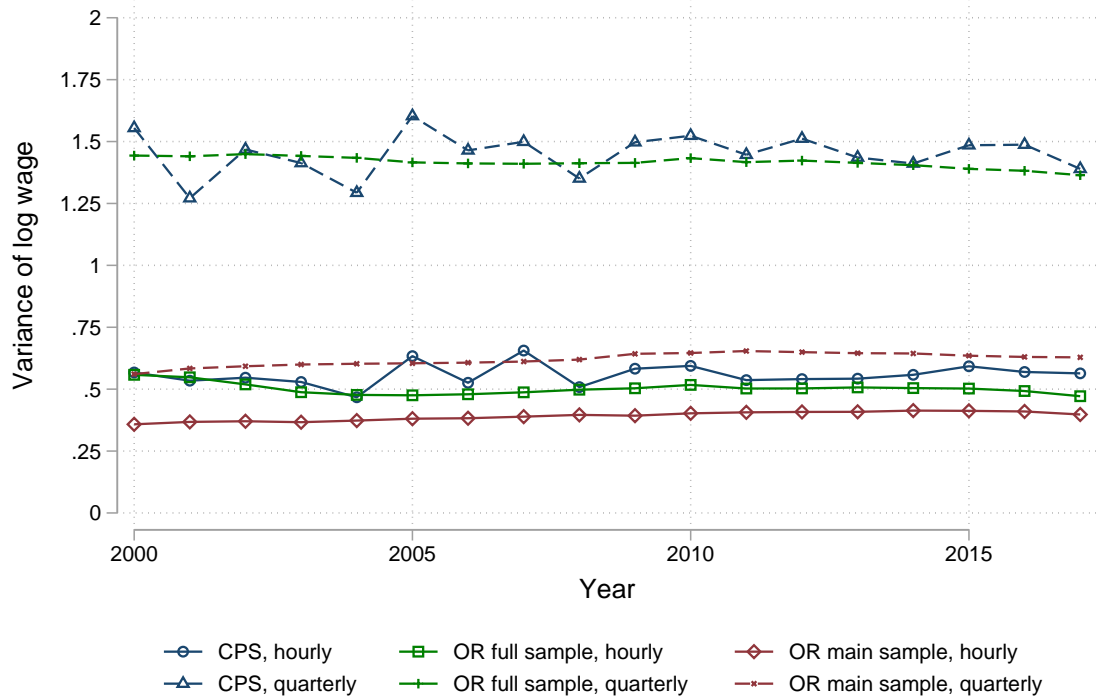 2
1.75
1.5
1.25
1
.75
.5
.25
0
Variance of log wage
2000 2005 2010 2015
Year
CPS, hourly OR full sample, hourly OR main sample, hourly
CPS, quarterly OR full sample, quarterly OR main sample, quarterly